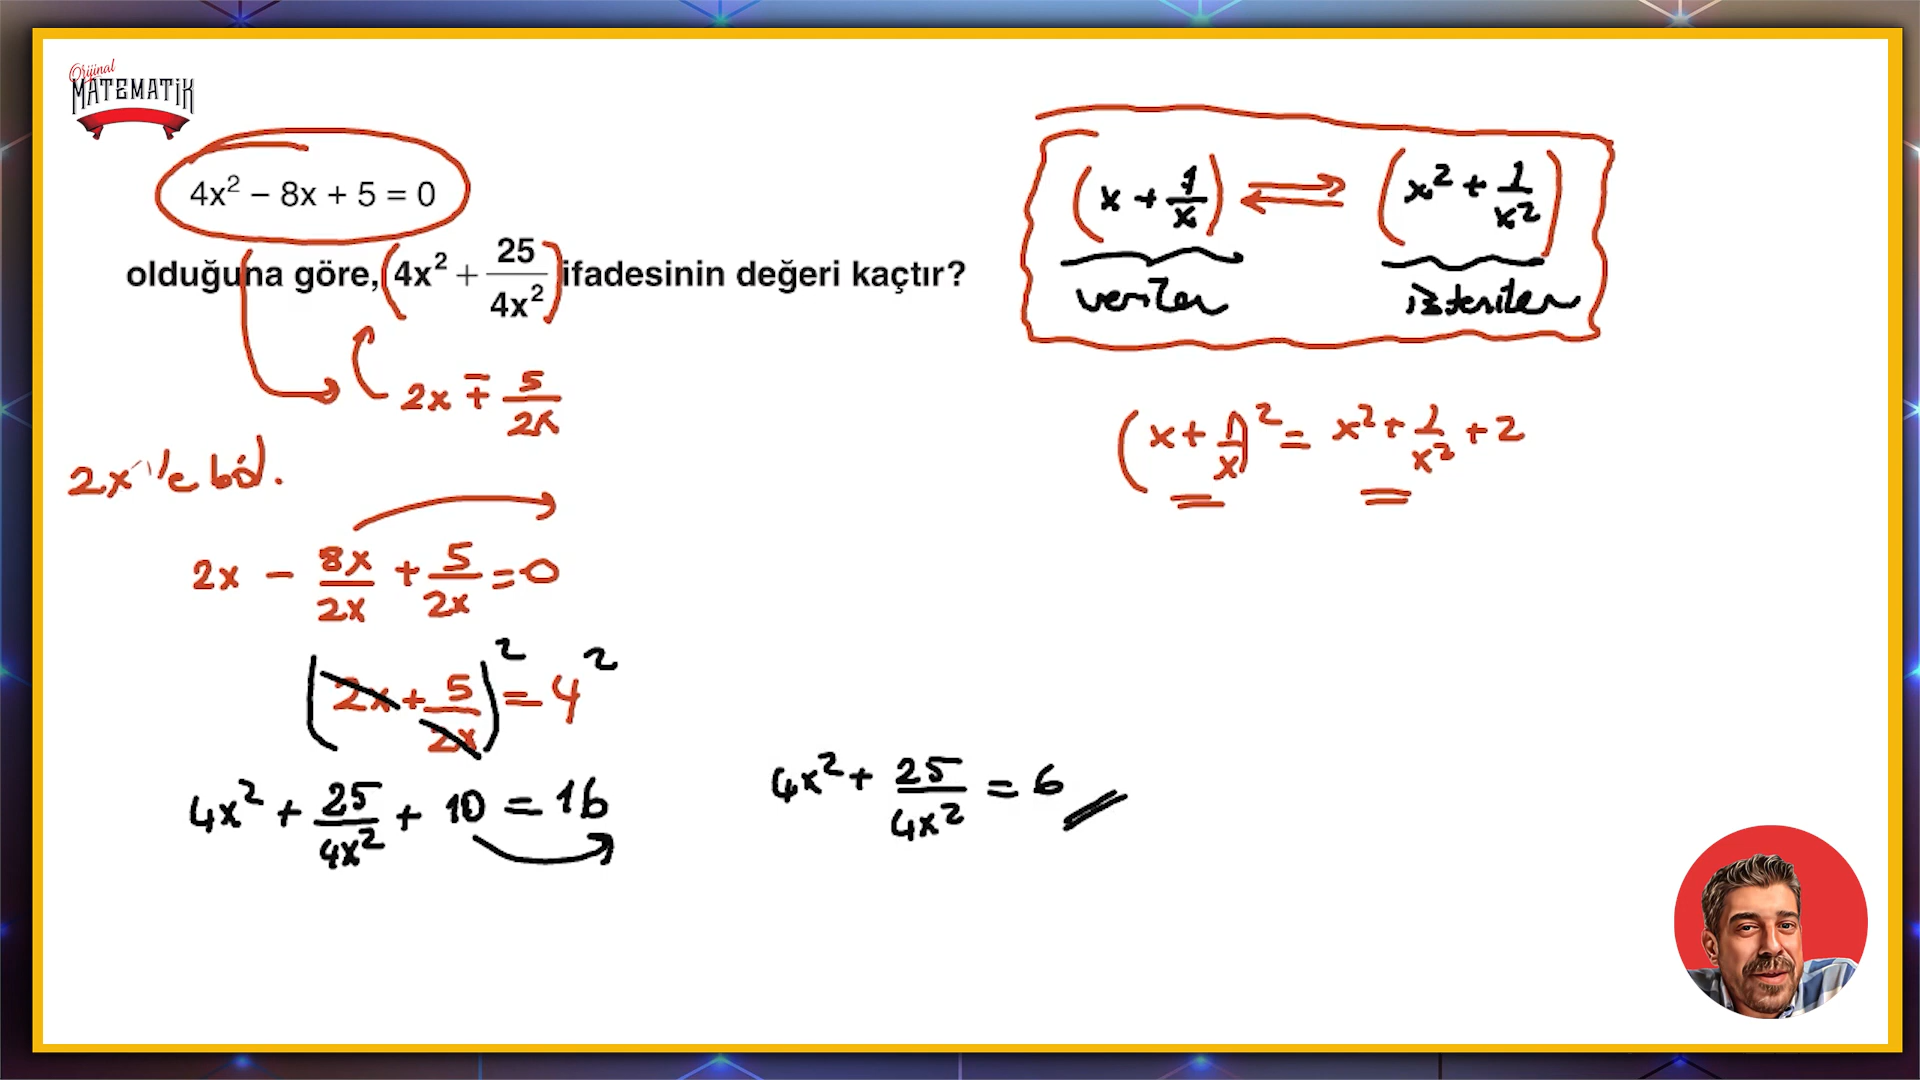 Orijinal
MATEMATİK
4x² – 8x + 5 = 0
olduğuna göre, (4x² + 25/4x²) ifadesinin değeri kaçtır?
2x ∓ 5/2x
2x'e böl.
2x - 8x/2x + 5/2x = 0
(2x + 5/2x)² = 4²
4x² + 25/4x² + 10 = 16
4x² + 25/4x² = 6
(x + 1/x) ⇄ (x² + 1/x²)
verilen istenilen
(x + 1/x)² = x² + 1/x² + 2